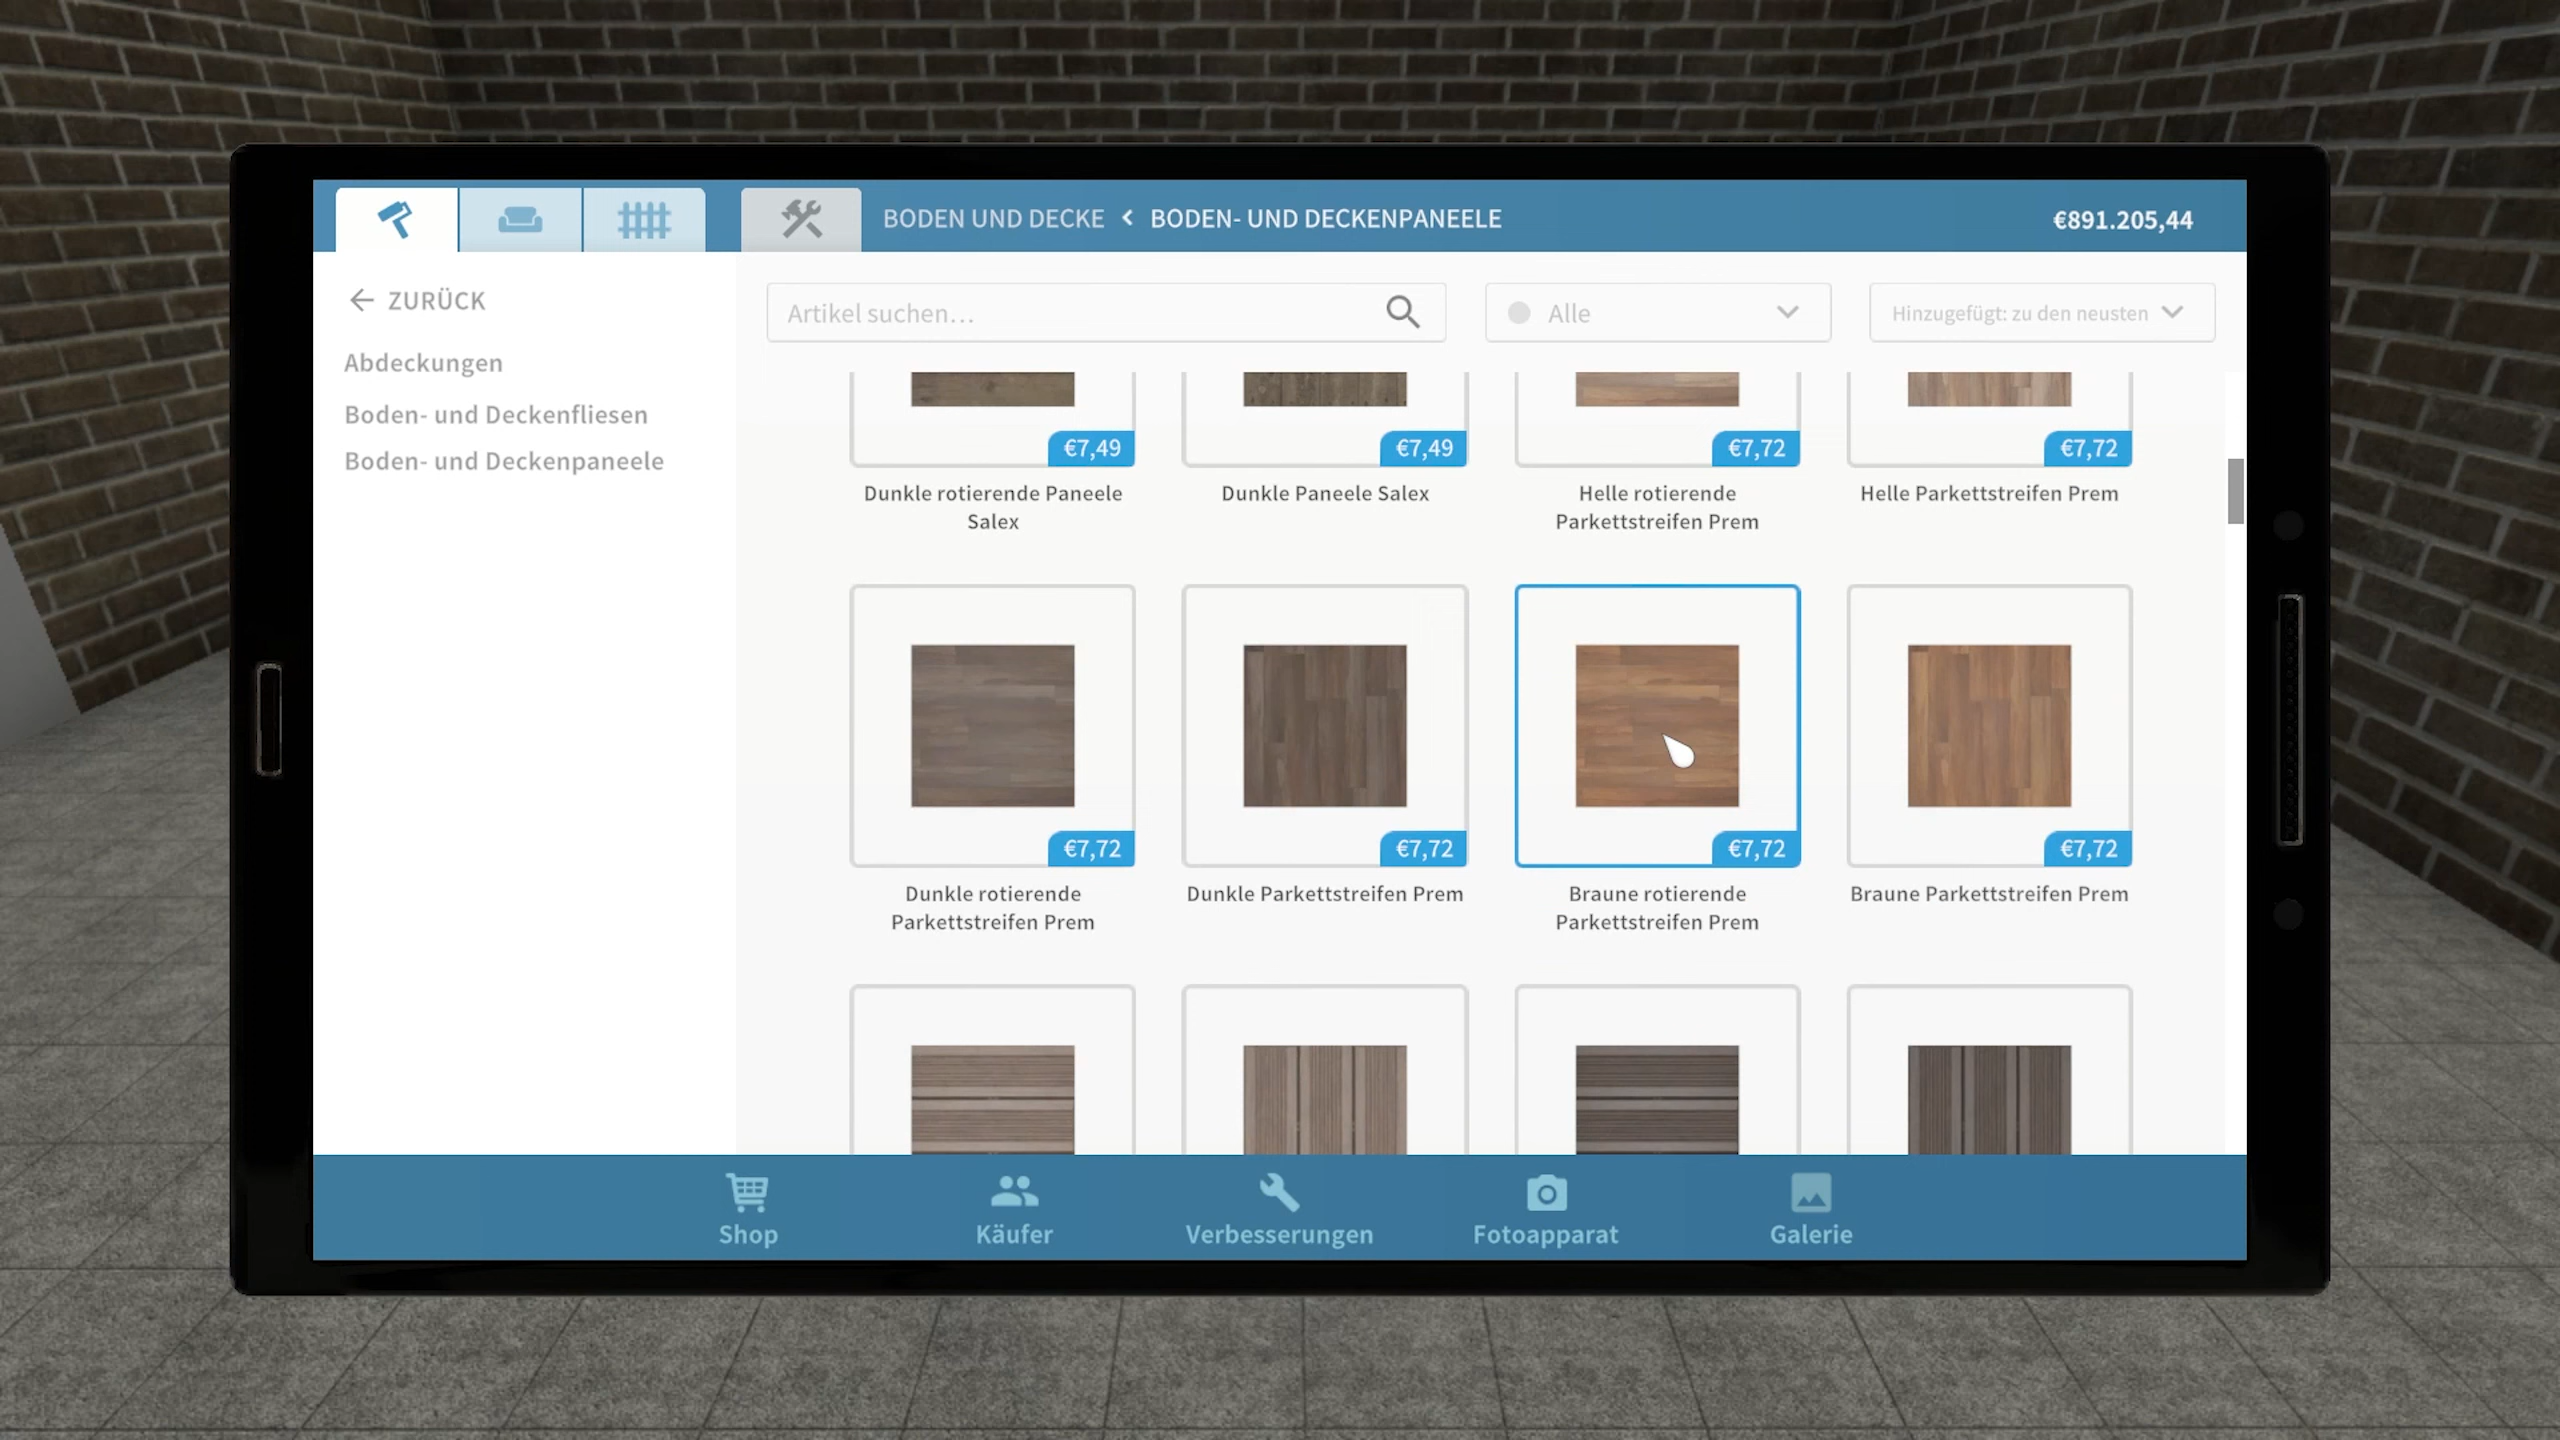 BODEN UND DECKE < BODEN- UND DECKENPANEELE
€891.205,44
ZURÜCK
Abdeckungen
Boden- und Deckenfliesen
Boden- und Deckenpaneele
Artikel suchen...
Alle
Hinzugefügt: zu den neusten
€7,49
€7,49
€7,72
€7,72
Dunkle rotierende Paneele
Salex
Dunkle Paneele Salex
Helle rotierende
Parkettstreifen Prem
Helle Parkettstreifen Prem
€7,72
€7,72
€7,72
€7,72
Dunkle rotierende
Parkettstreifen Prem
Dunkle Parkettstreifen Prem
Braune rotierende
Parkettstreifen Prem
Braune Parkettstreifen Prem
Shop
Käufer
Verbesserungen
Fotoapparat
Galerie